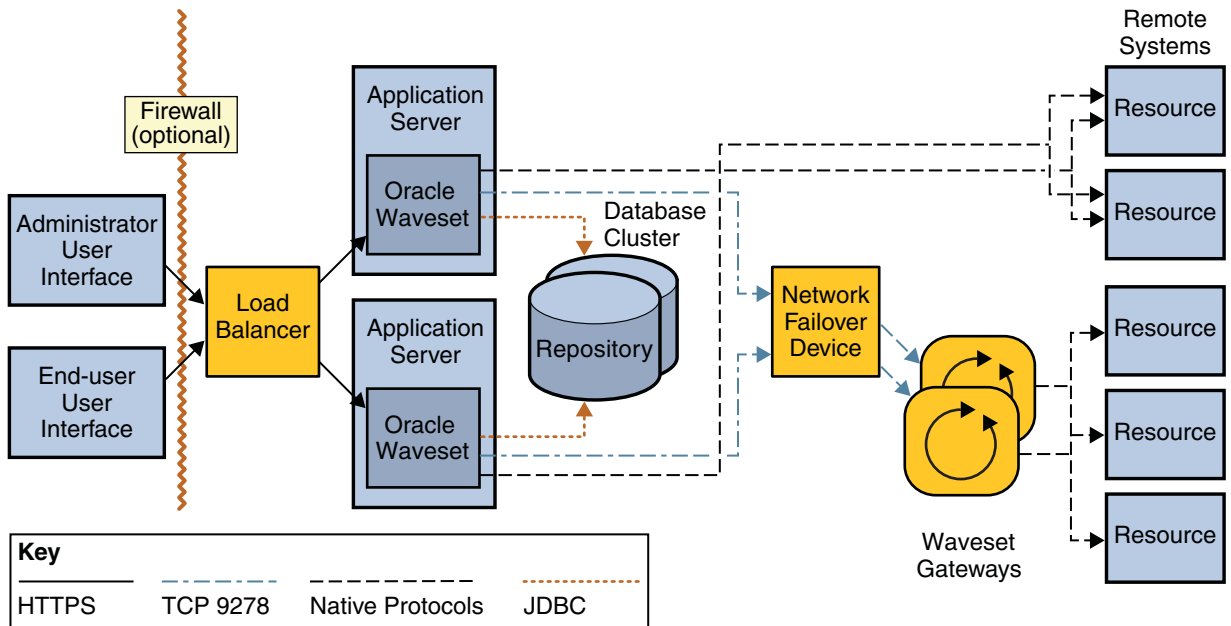 Remote
Systems
Firewall
(optional)
Application
Server
Resource
Oracle
Waveset
Administrator
User
Interface
Database
Cluster
Resource
Load
Balancer
Network
Failover
Device
Application
Server
Repository
Resource
End-user
User
Interface
Oracle
Waveset
Resource
Resource
Waveset
Gateways
Key
HTTPS
TCP 9278
Native Protocols
JDBC